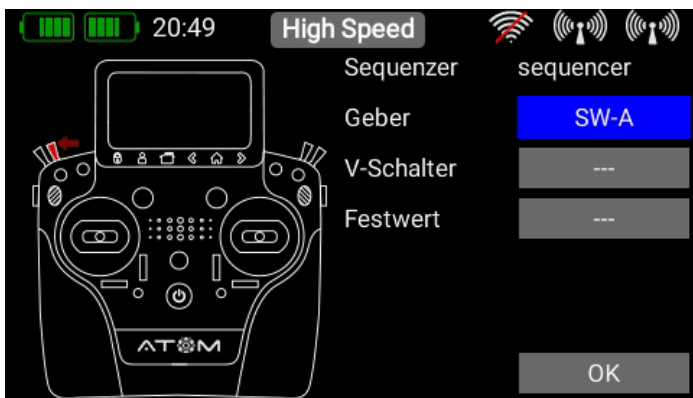 20:49 High Speed
Sequenzer sequencer
Geber SW-A
V-Schalter ---
Festwert ---
ATOM
OK